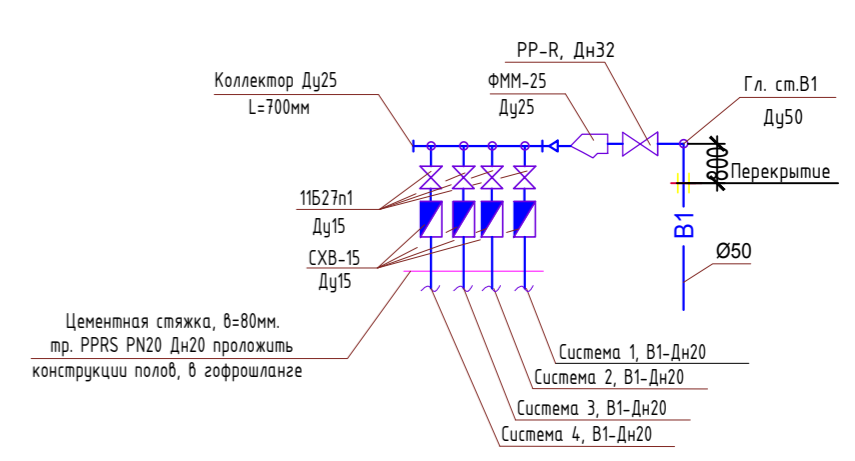 PP-R, Дн32
Коллектор Ду25
L=700мм
ФММ-25
Ду25
Гл. ст.В1
Ду50
800
Перекрытие
11Б27п1
Ду15
СХВ-15
Ду15
В1
Ø50
Цементная стяжка, в=80мм.
тр. PPRS PN20 Дн20 проложить
конструкции полов, в гофрошланге
Система 1, В1-Дн20
Система 2, В1-Дн20
Система 3, В1-Дн20
Система 4, В1-Дн20